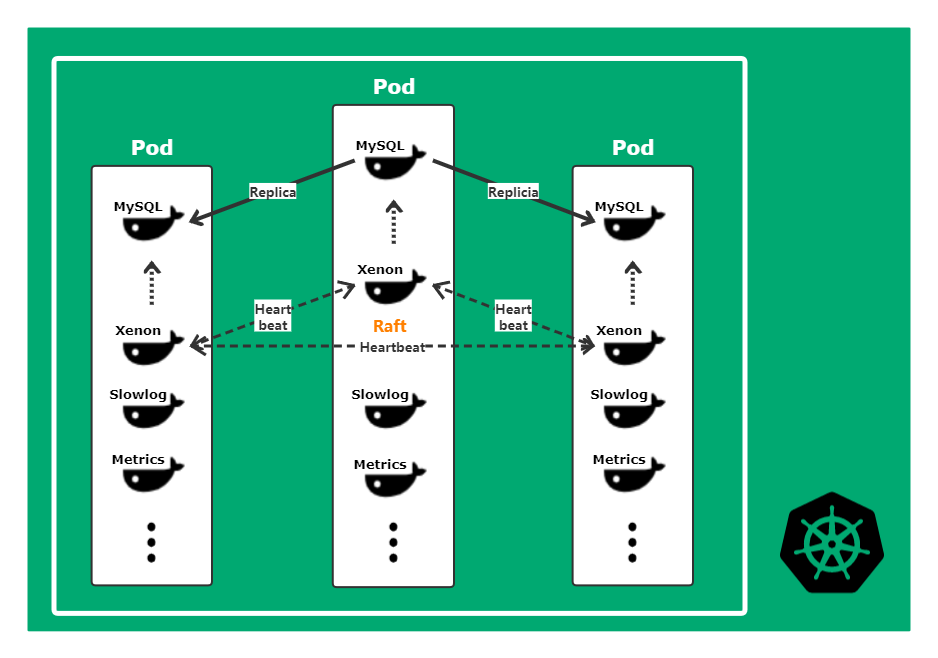 Pod
Pod
Pod
MySQL
MySQL
MySQL
Replica
Replicia
Xenon
Xenon
Xenon
Heart
beat
Heart
beat
Raft
Heartbeat
Slowlog
Slowlog
Slowlog
Metrics
Metrics
Metrics